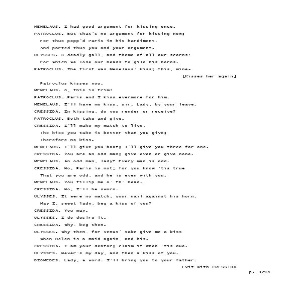 MENELAUS. I had good argument for kissing once.
PATROCLUS. But that's no argument for kissing now;
For thus popp'd Paris in his hardiment,
And parted thus you and your argument.
ULYSSES. O deadly gall, and theme of all our scorns!
For which we lose our heads to gild his horns.
PATROCLUS. The first was Menelaus' kiss; this, mine-
[Kisses her again]
Patroclus kisses you.
MENELAUS. O, this is trim!
PATROCLUS. Paris and I kiss evermore for him.
MENELAUS. I'll have my kiss, sir. Lady, by your leave.
CRESSIDA. In kissing, do you render or receive?
PATROCLUS. Both take and give.
CRESSIDA. I'll make my match to live,
The kiss you take is better than you give;
Therefore no kiss.
MENELAUS. I'll give you boot; I'll give you three for one.
CRESSIDA. You are an odd man; give even or give none.
MENELAUS. An odd man, lady? Every man is odd.
CRESSIDA. No, Paris is not; for you know 'tis true
That you are odd, and he is even with you.
MENELAUS. You fillip me o' th' head.
CRESSIDA. No, I'll be sworn.
ULYSSES. It were no match, your nail against his horn.
May I, sweet lady, beg a kiss of you?
CRESSIDA. You may.
ULYSSES. I do desire it.
CRESSIDA. Why, beg then.
ULYSSES. Why then, for Venus' sake give me a kiss
When Helen is a maid again, and his.
CRESSIDA. I am your debtor; claim it when 'tis due.
ULYSSES. Never's my day, and then a kiss of you.
DIOMEDES. Lady, a word. I'll bring you to your father.
Exit with CRESSIDA